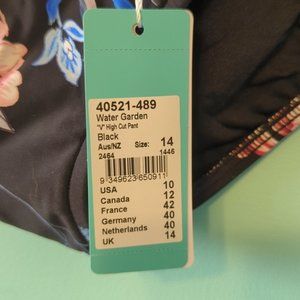 40521-489
Water Garden
"V" High Cut Pant
Black
Aus/NZ Size: 14
2464 1446
9 349623 650911
USA 10
Canada 12
France 42
Germany 40
Netherlands 40
UK 14